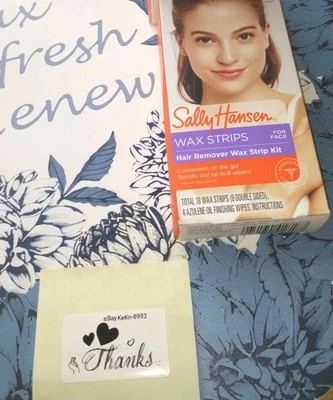 efresh
enew
Sally Hansen
WAX STRIPS
FOR
FACE
Hair Remover Wax Strip Kit
Convenient on the go!
Results last up to 8 weeks*
TOTAL 18 WAX STRIPS (9 DOUBLE SIDED),
4 AZULENE OIL FINISHING WIPES, INSTRUCTIONS
eBay KeKn-8993
Thanks